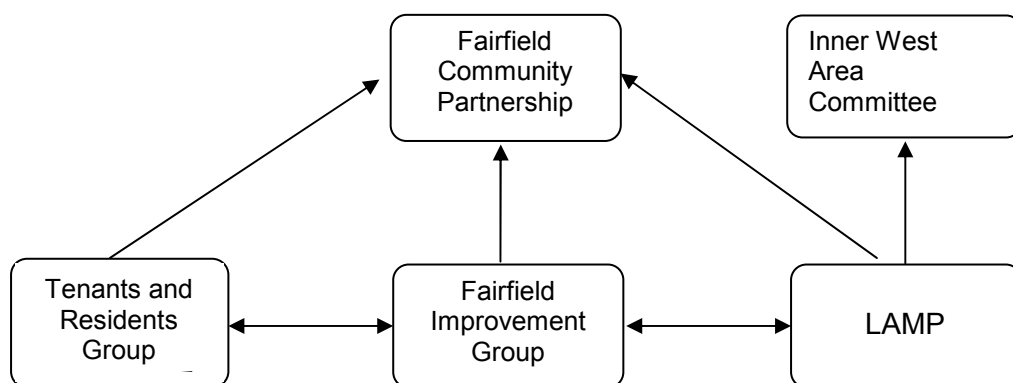 Fairfield
Community
Partnership
Inner West
Area
Committee
Tenants and
Residents
Group
Fairfield
Improvement
Group
LAMP